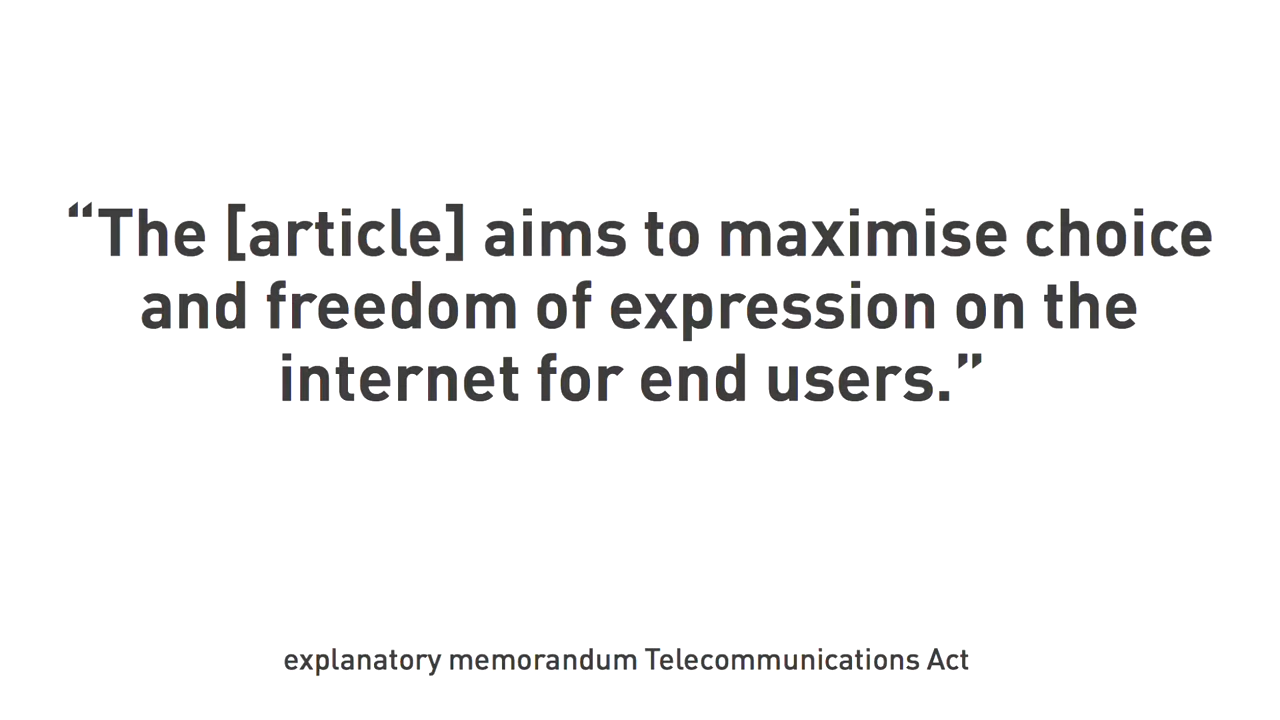 “The [article] aims to maximise choice
and freedom of expression on the
internet for end users.”
explanatory memorandum Telecommunications Act